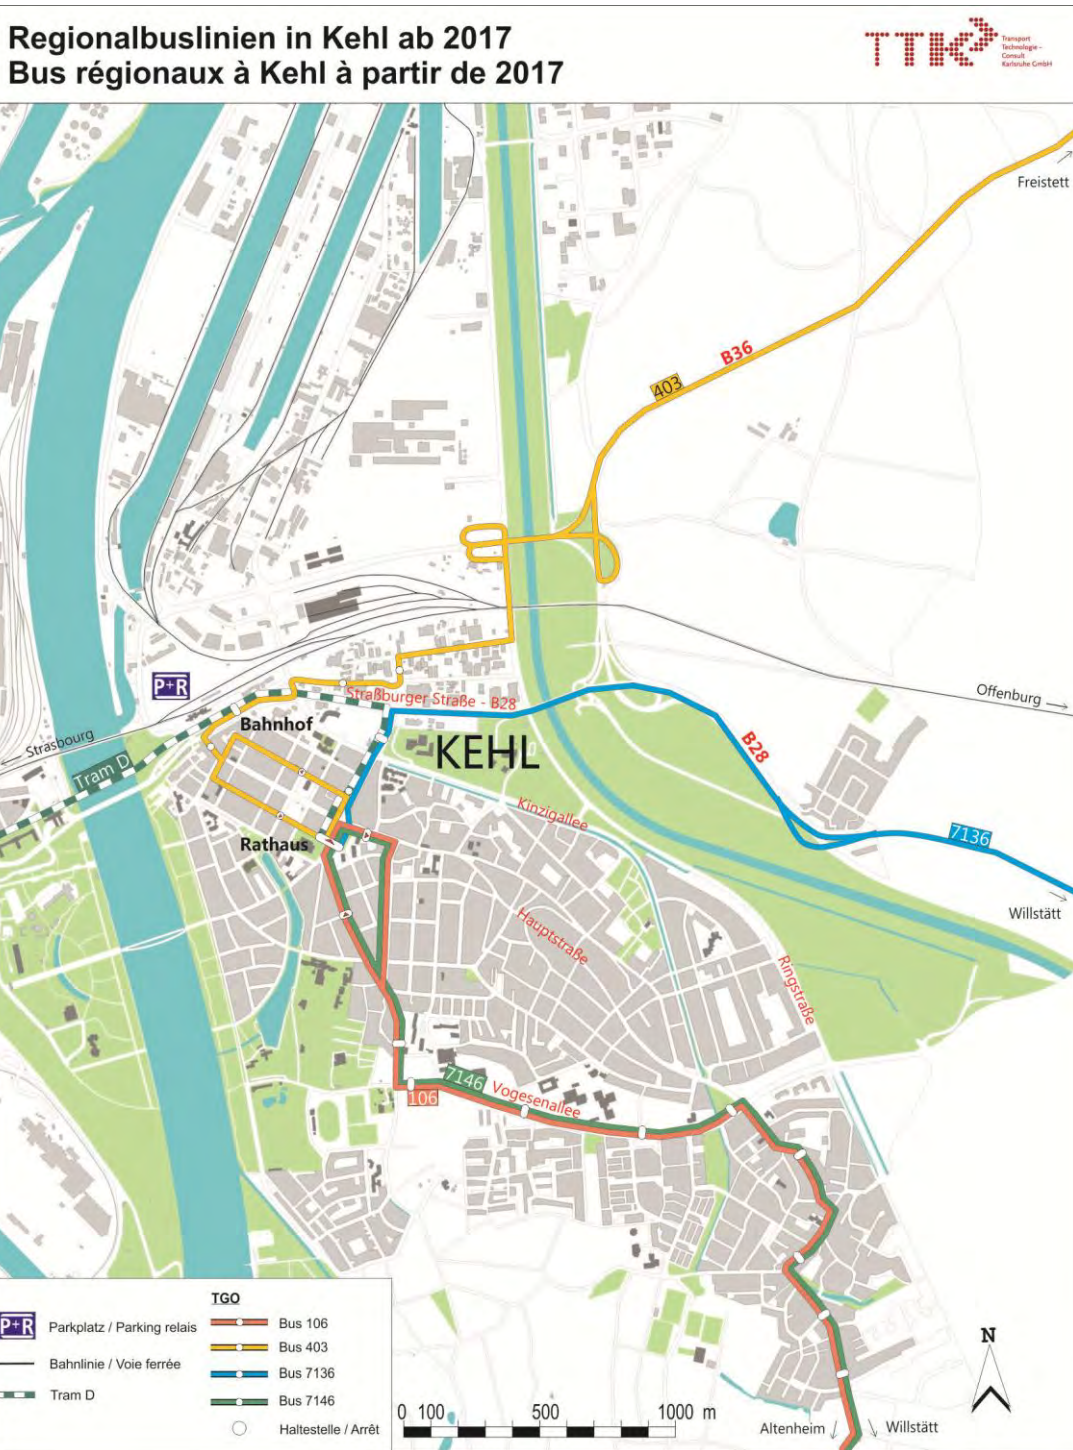 Regionalbuslinien in Kehl ab 2017
Bus régionaux à Kehl à partir de 2017
TTK
Transport
Technologie -
Consult
Karlsruhe GmbH
Freistett
B36
403
P+R
Straßburger Straße - B28
Offenburg
Bahnhof
Strasbourg
Tram D
KEHL
B28
Kinzigallee
7136
Rathaus
Willstätt
Hauptstraße
Ringstraße
7146
Vogesenallee
106
TGO
P+R Parkplatz / Parking relais
Bahnlinie / Voie ferrée
Tram D
Bus 106
Bus 403
Bus 7136
Bus 7146
Haltestelle / Arrêt
0 100 500 1000 m
N
Altenheim
Willstätt